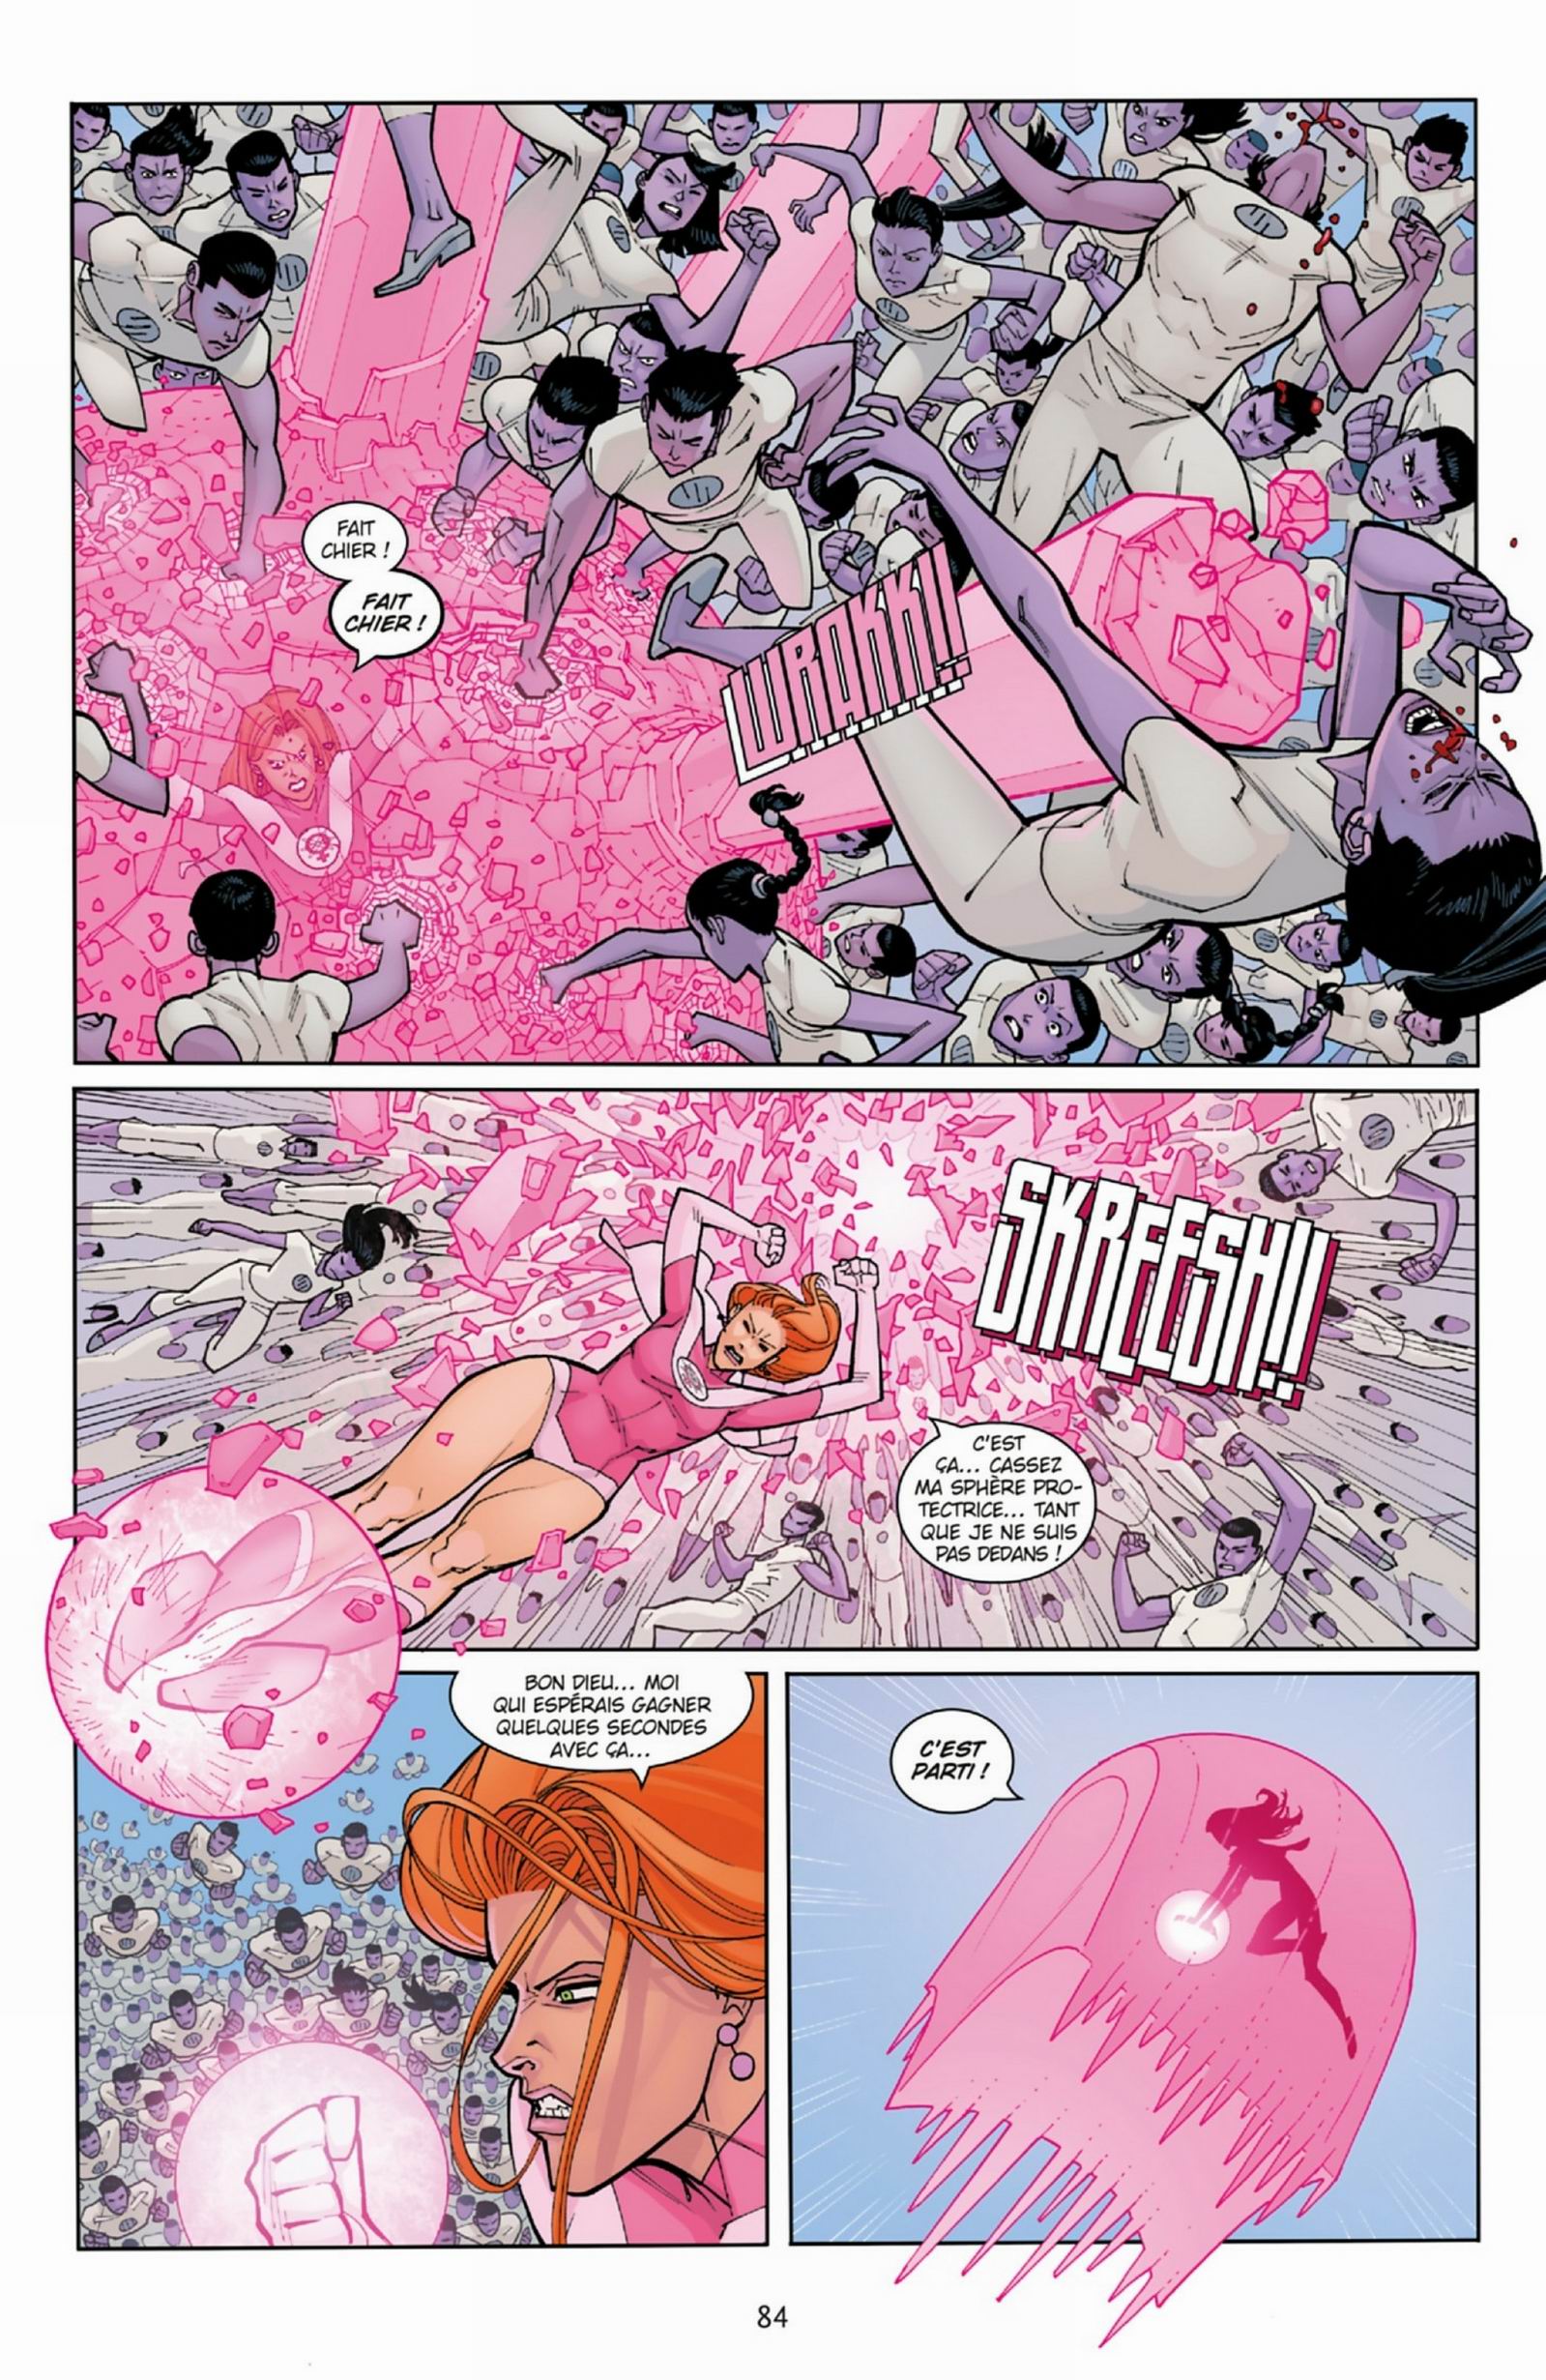 FAIT
CHIER !
FAIT
CHIER !
WRAKK!!
SKREESH!!
C'EST
ÇA... CASSEZ
MA SPHÈRE PRO-
TECTRICE... TANT
QUE JE NE SUIS
PAS DEDANS !
BON DIEU... MOI
QUI ESPÉRAIS GAGNER
QUELQUES SECONDES
AVEC ÇA...
C'EST
PARTI !
84